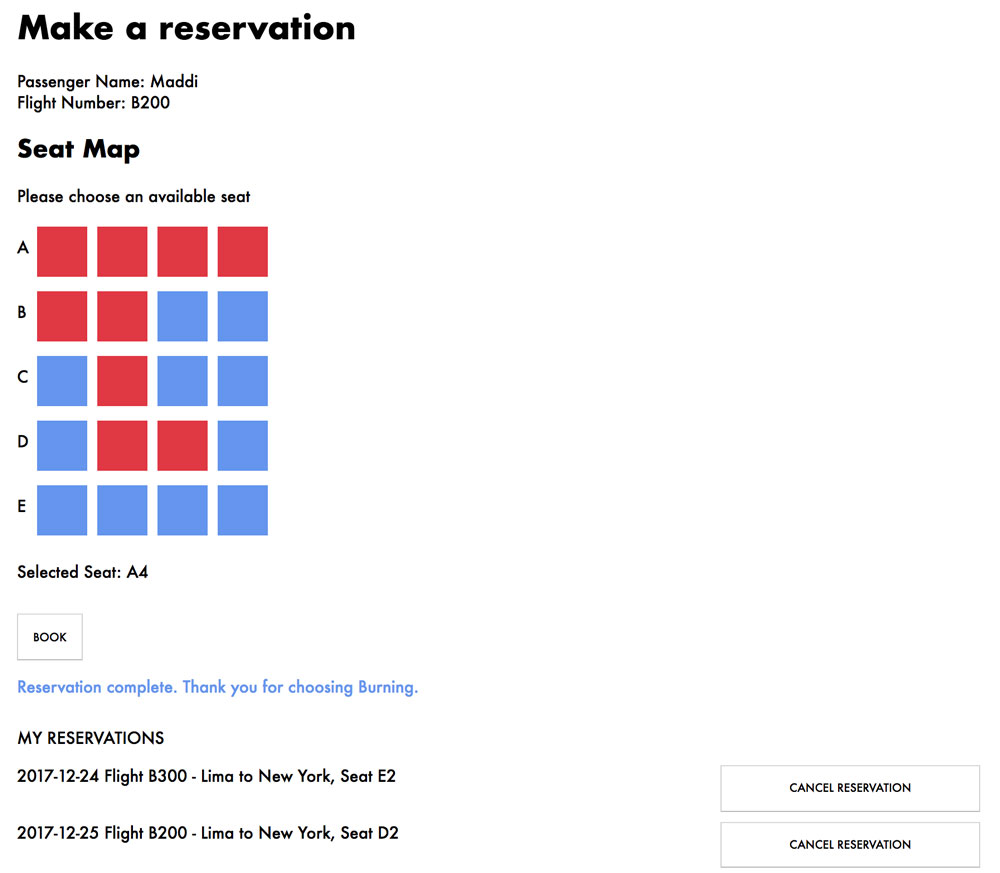 Make a reservation
Passenger Name: Maddi
Flight Number: B200
Seat Map
Please choose an available seat
A
B
C
D
E
Selected Seat: A4
BOOK
Reservation complete. Thank you for choosing Burning.
MY RESERVATIONS
2017-12-24 Flight B300 - Lima to New York, Seat E2
CANCEL RESERVATION
2017-12-25 Flight B200 - Lima to New York, Seat D2
CANCEL RESERVATION